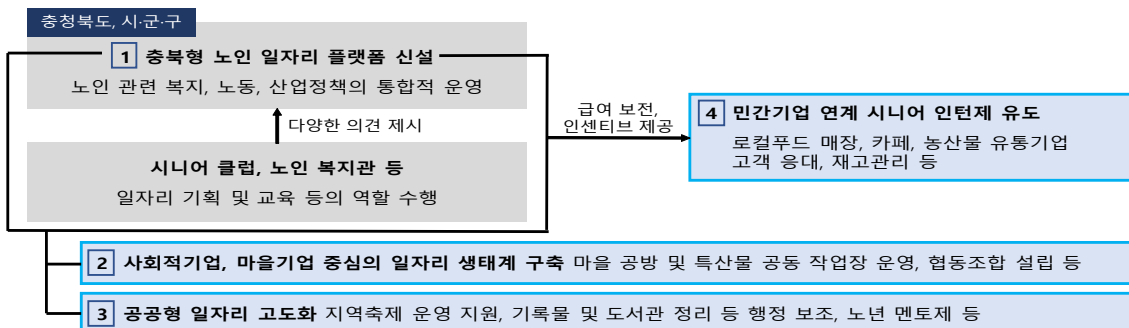 충청북도, 시·군·구
1 충북형 노인 일자리 플랫폼 신설
노인 관련 복지, 노동, 산업정책의 통합적 운영
다양한 의견 제시
시니어 클럽, 노인 복지관 등
일자리 기획 및 교육 등의 역할 수행
급여 보전,
인센티브 제공
4 민간기업 연계 시니어 인턴제 유도
로컬푸드 매장, 카페, 농산물 유통기업
고객 응대, 재고관리 등
2 사회적기업, 마을기업 중심의 일자리 생태계 구축 마을 공방 및 특산물 공동 작업장 운영, 협동조합 설립 등
3 공공형 일자리 고도화 지역축제 운영 지원, 기록물 및 도서관 정리 등 행정 보조, 노년 멘토제 등